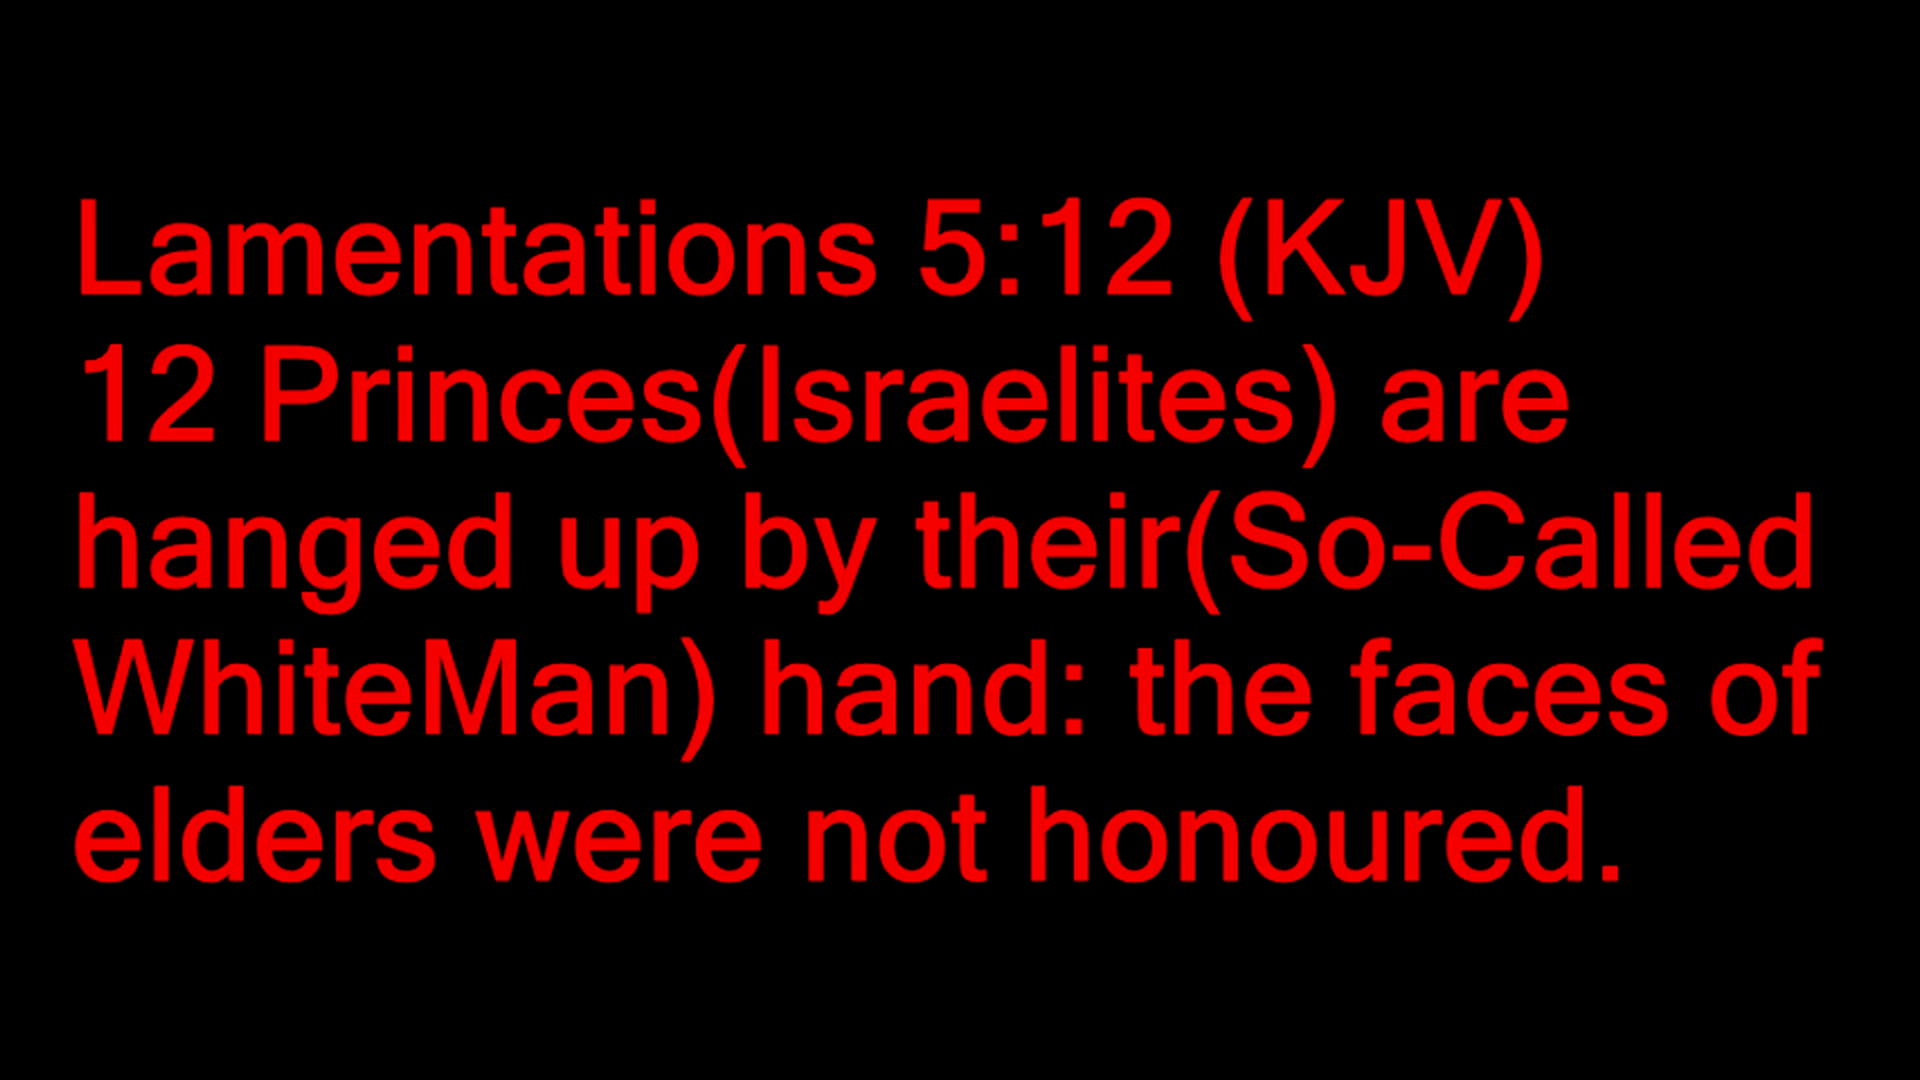 Lamentations 5:12 (KJV)
12 Princes(Israelites) are
hanged up by their(So-Called
WhiteMan) hand: the faces of
elders were not honoured.